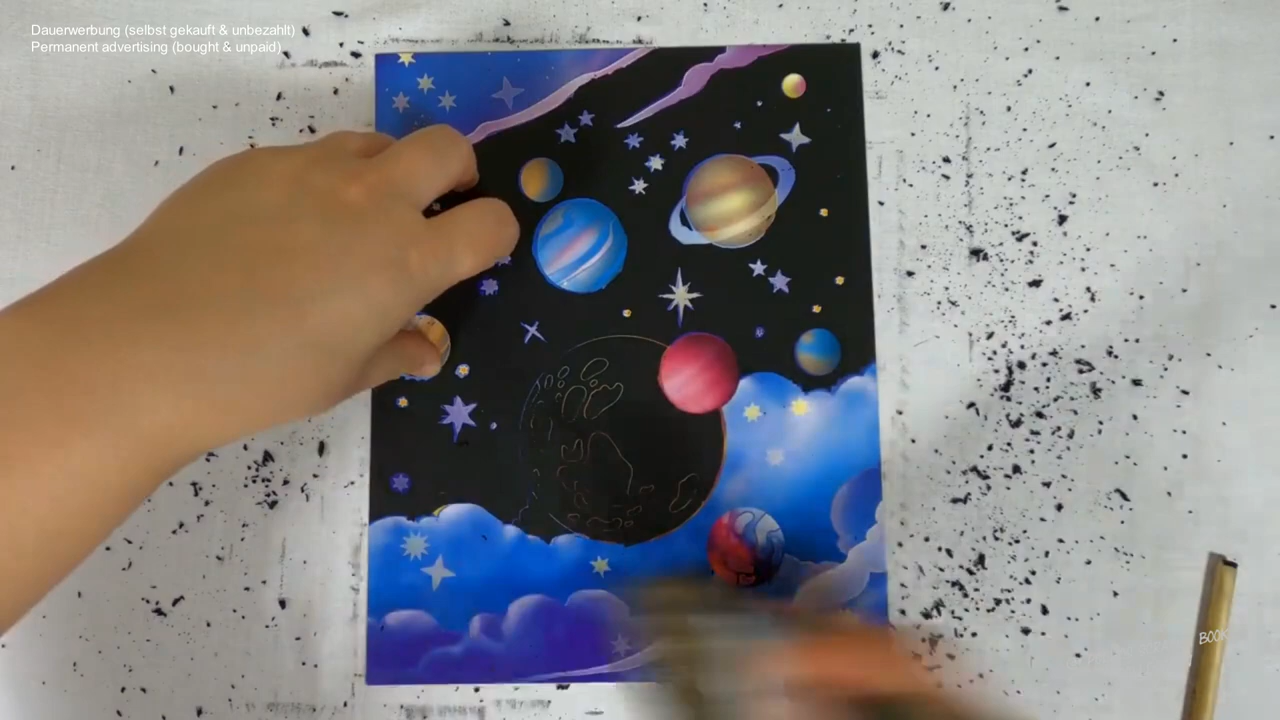 Dauerwerbung (selbst gekauft & unbezahlt)
Permanent advertising (bought & unpaid)
BOOK